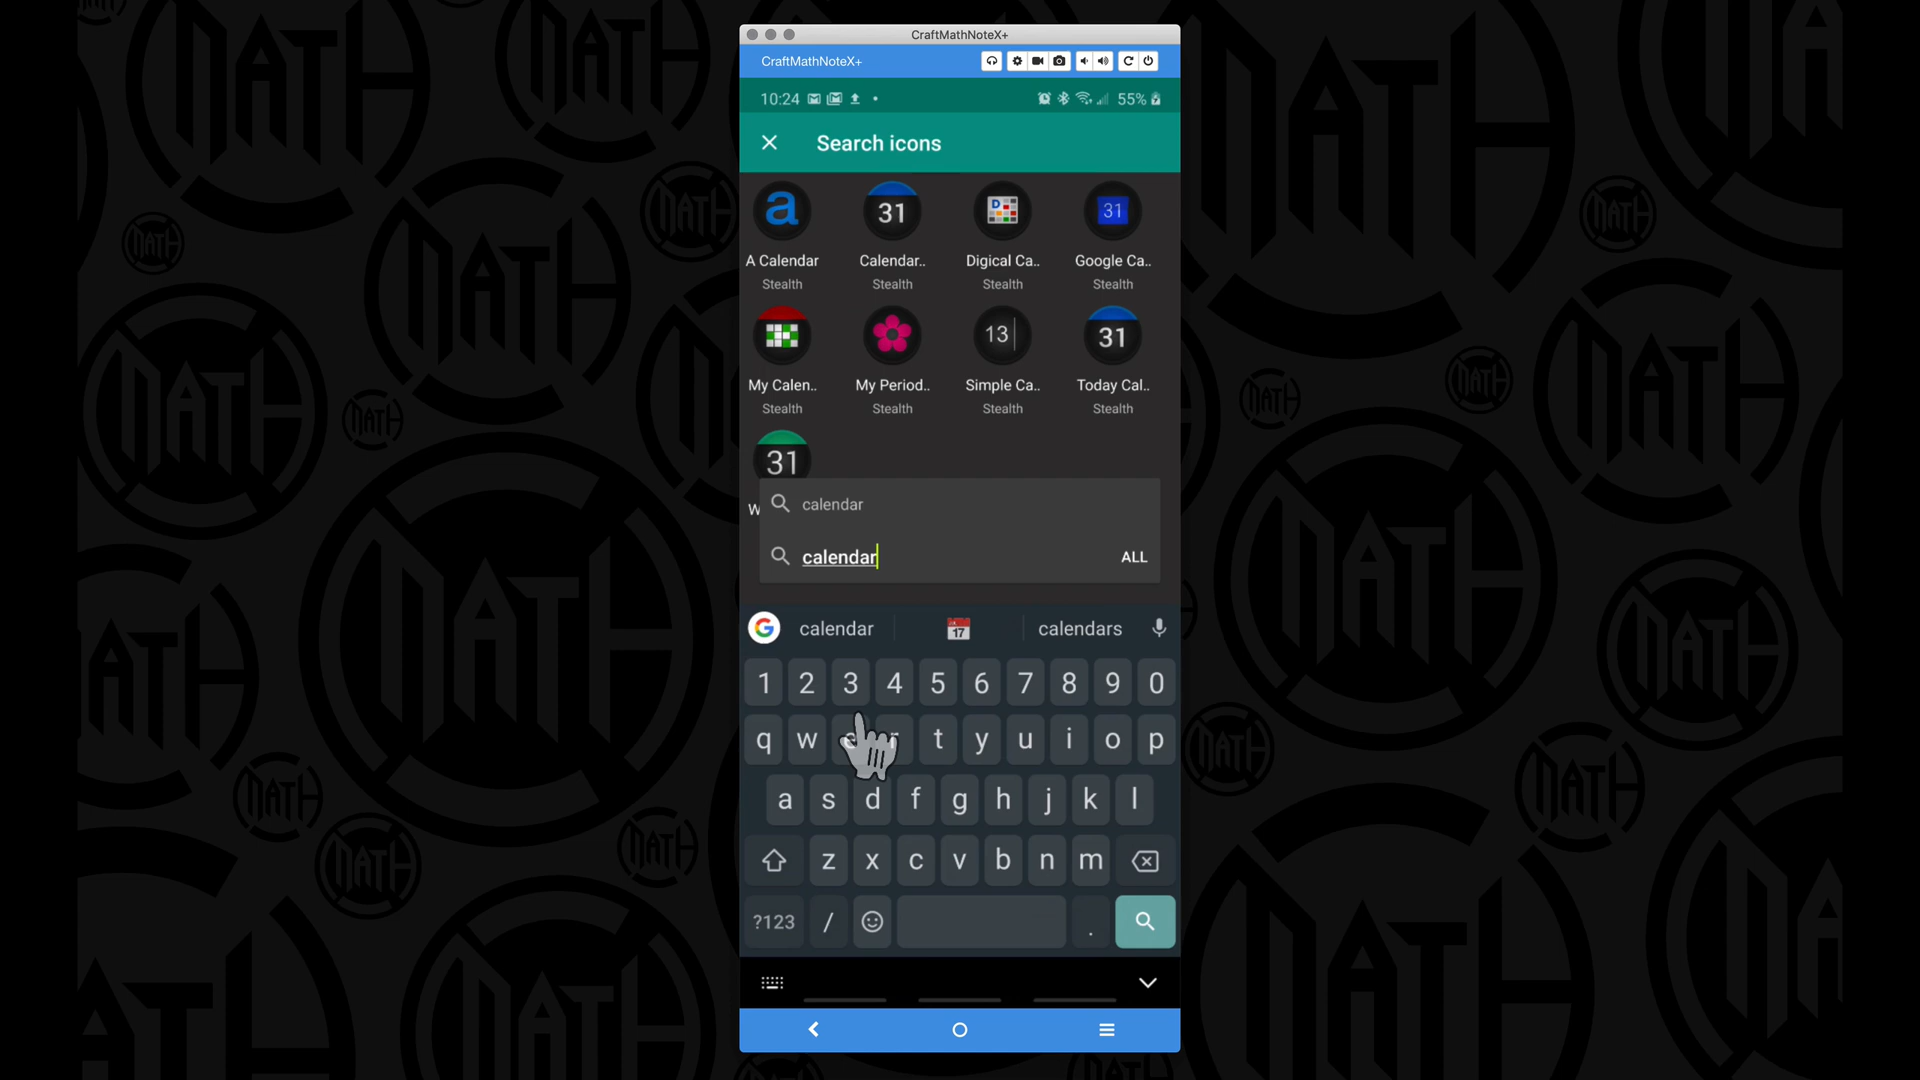 CraftMathNoteX+
CraftMathNoteX+
10:24 55%
Search icons
a 31 D 31
A Calendar Calendar.. Digical Ca.. Google Ca..
Stealth Stealth Stealth Stealth
13 31
My Calen.. My Period.. Simple Ca.. Today Cal..
Stealth Stealth Stealth Stealth
31
W
calendar
calendar ALL
G calendar 17 calendars
1 2 3 4 5 6 7 8 9 0
q w e r t y u i o p
a s d f g h j k l
z x c v b n m
?123 / .
MATH